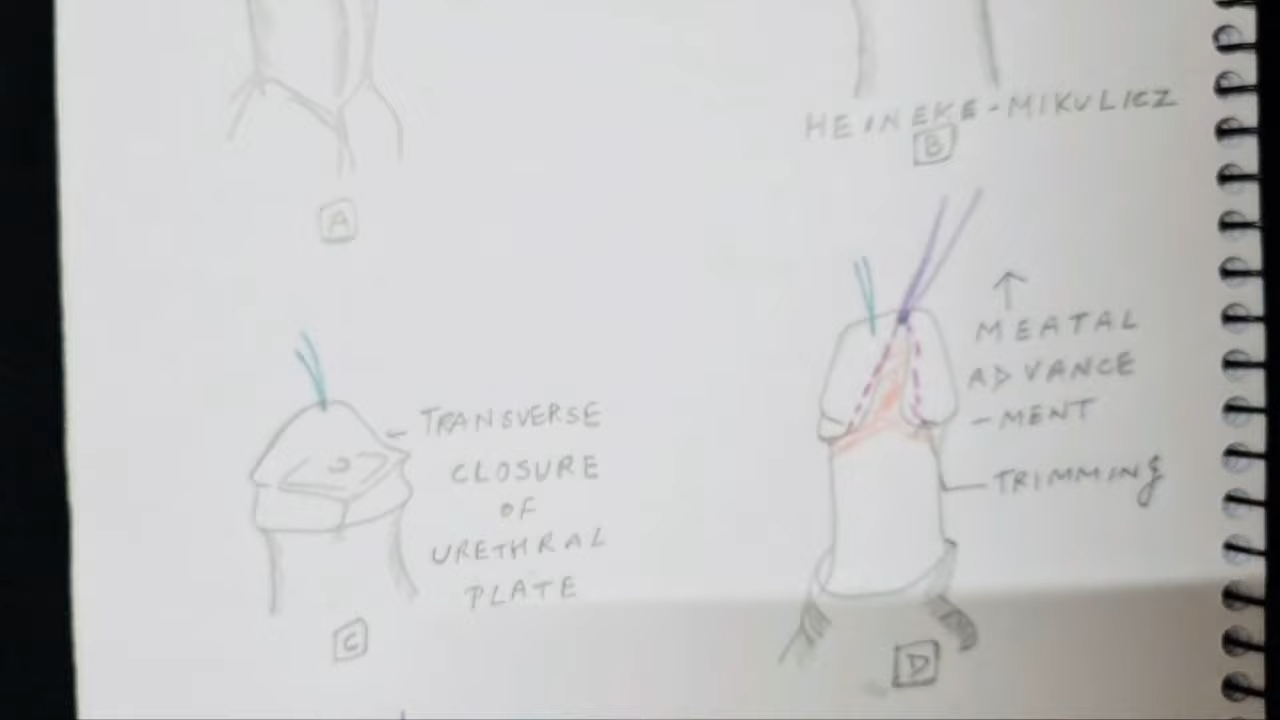 HEINEKE-MIKULICZ
B
A
↑
MEATAL
ADVANCE
-MENT
TRIMMING
TRANSVERSE
CLOSURE
OF
URETHRAL
PLATE
C
D